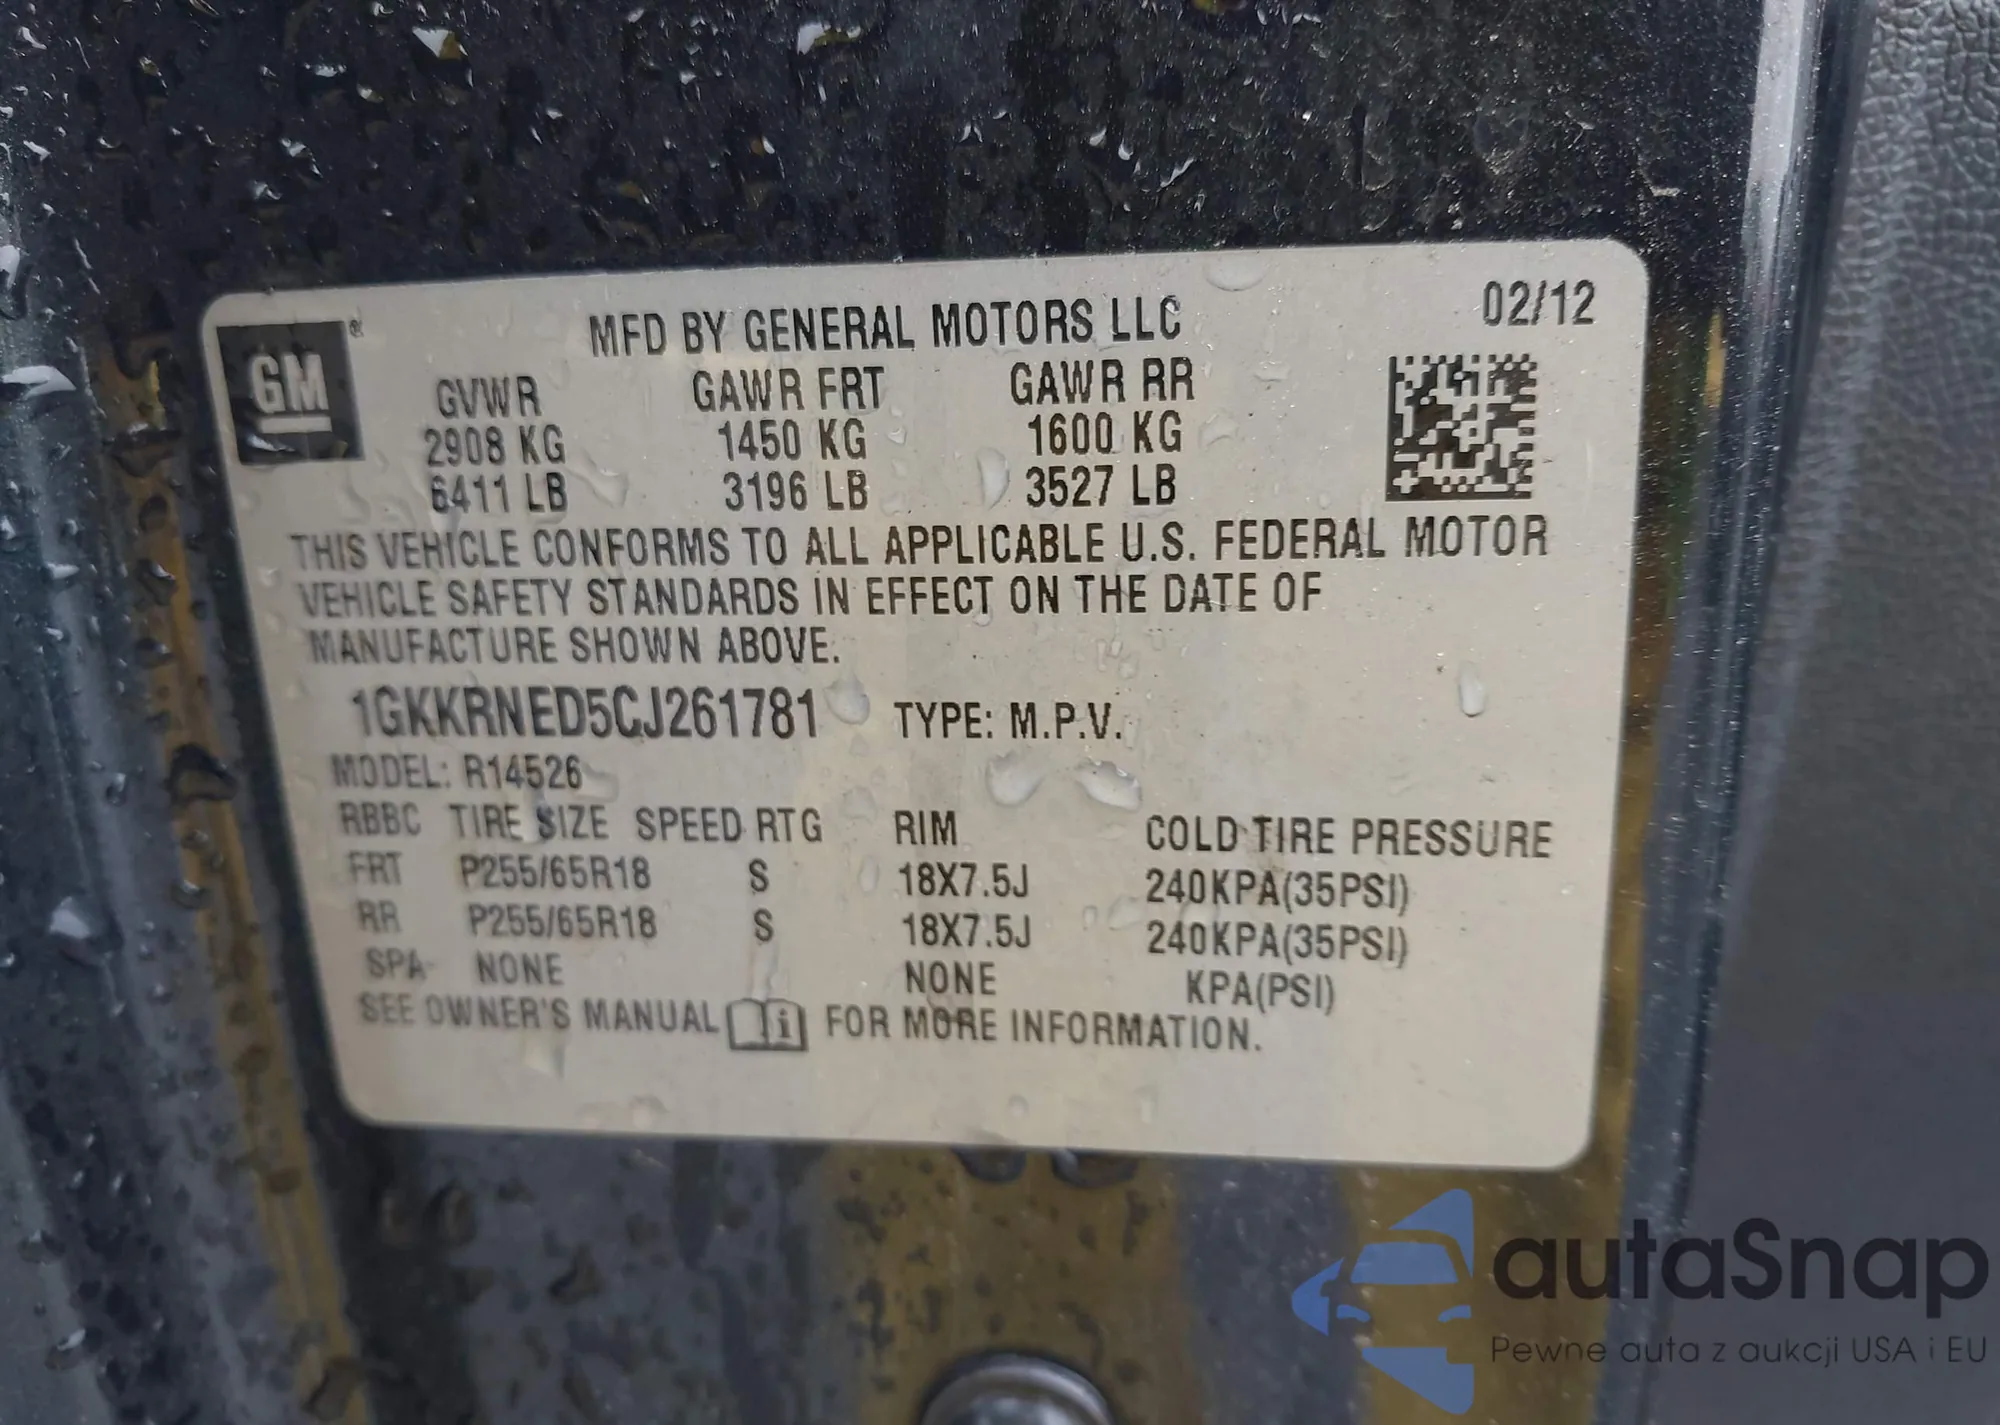 GM ®
MFD BY GENERAL MOTORS LLC 02/12
GVWR GAWR FRT GAWR RR
2908 KG 1450 KG 1600 KG
6411 LB 3196 LB 3527 LB
THIS VEHICLE CONFORMS TO ALL APPLICABLE U.S. FEDERAL MOTOR
VEHICLE SAFETY STANDARDS IN EFFECT ON THE DATE OF
MANUFACTURE SHOWN ABOVE.
1GKKRNED5CJ261781 TYPE: M.P.V.
MODEL: R14526
RBBC TIRE SIZE SPEED RTG RIM COLD TIRE PRESSURE
FRT P255/65R18 S 18X7.5J 240KPA(35PSI)
RR P255/65R18 S 18X7.5J 240KPA(35PSI)
SPA NONE NONE KPA(PSI)
SEE OWNER'S MANUAL i FOR MORE INFORMATION.
autaSnap
Pewne auta z aukcji USA i EU